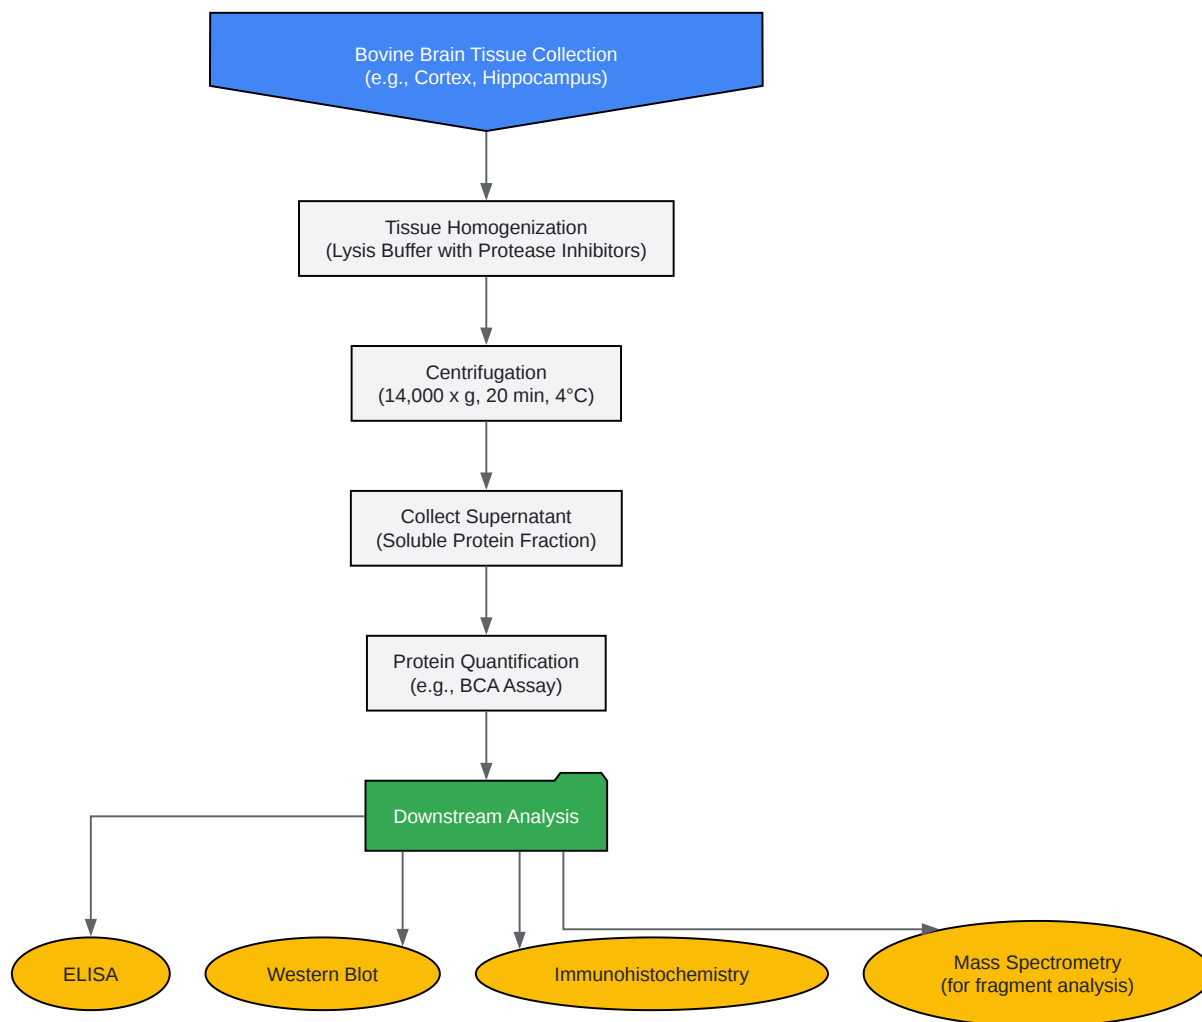 Bovine Brain Tissue Collection
(e.g., Cortex, Hippocampus)
Tissue Homogenization
(Lysis Buffer with Protease Inhibitors)
Centrifugation
(14,000 x g, 20 min, 4°C)
Collect Supernatant
(Soluble Protein Fraction)
Protein Quantification
(e.g., BCA Assay)
Downstream Analysis
ELISA
Western Blot
Immunohistochemistry
Mass Spectrometry
(for fragment analysis)